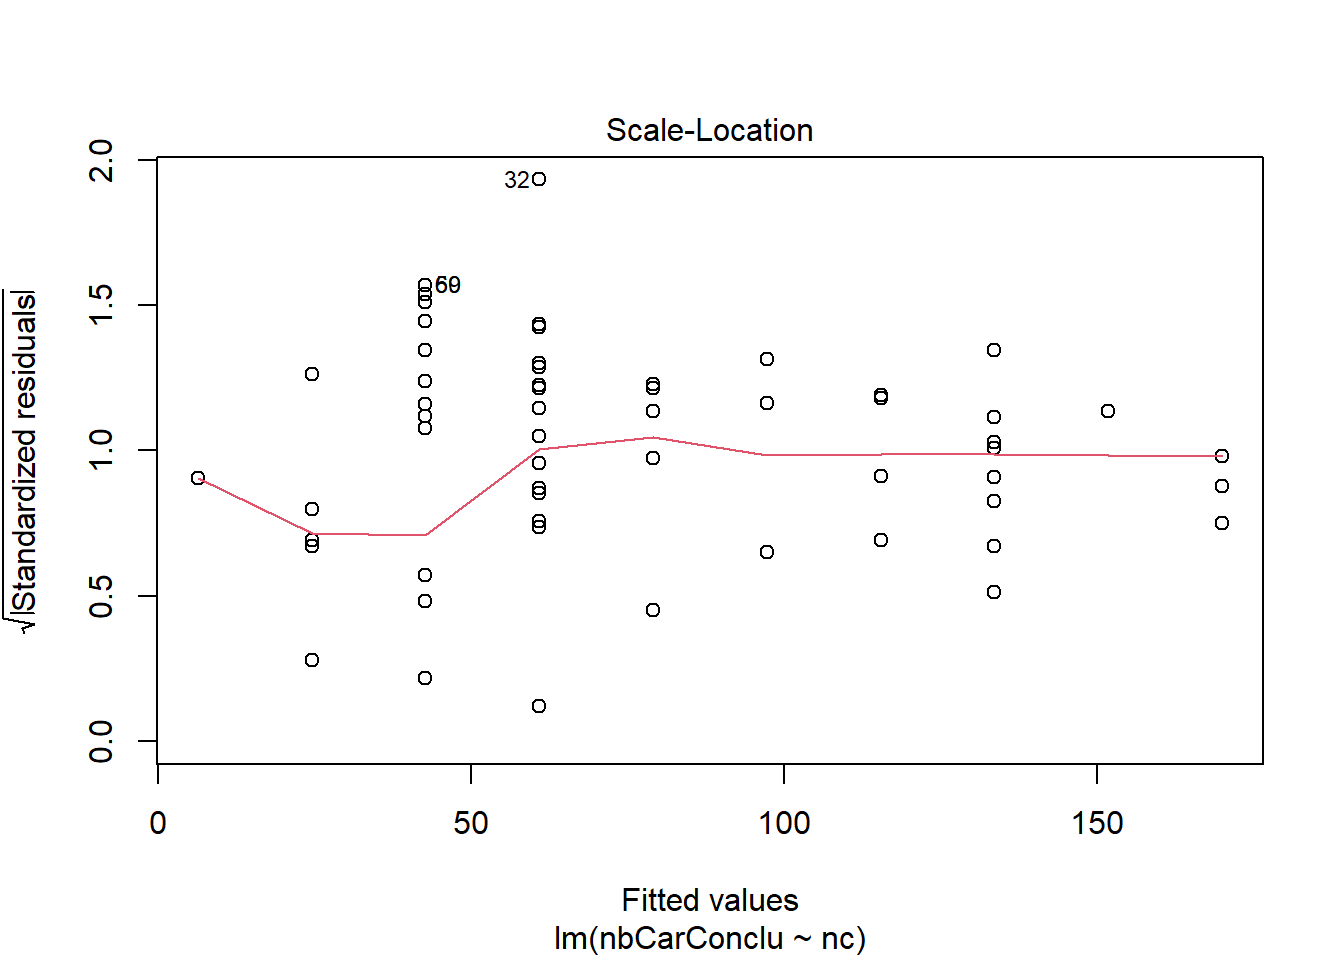 Scale-Location
√|Standardized residuals|
2.0
1.5
1.0
0.5
0.0
32
0
50
100
150
Fitted values
lm(nbCarConclu ~ nc)